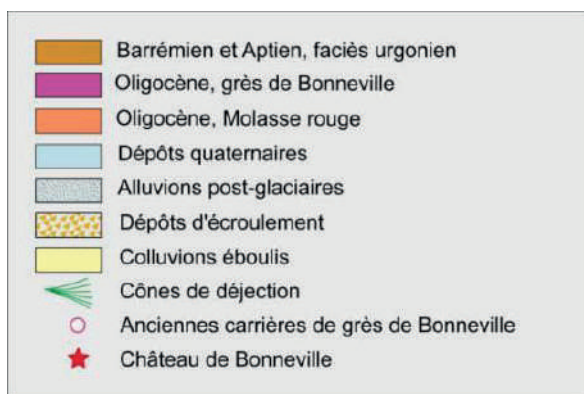 Barrémien et Aptien, faciès urgonien
Oligocène, grès de Bonneville
Oligocène, Molasse rouge
Dépôts quaternaires
Alluvions post-glaciaires
Dépôts d'écroulement
Colluvions éboulis
Cônes de déjection
Anciennes carrières de grès de Bonneville
Château de Bonneville